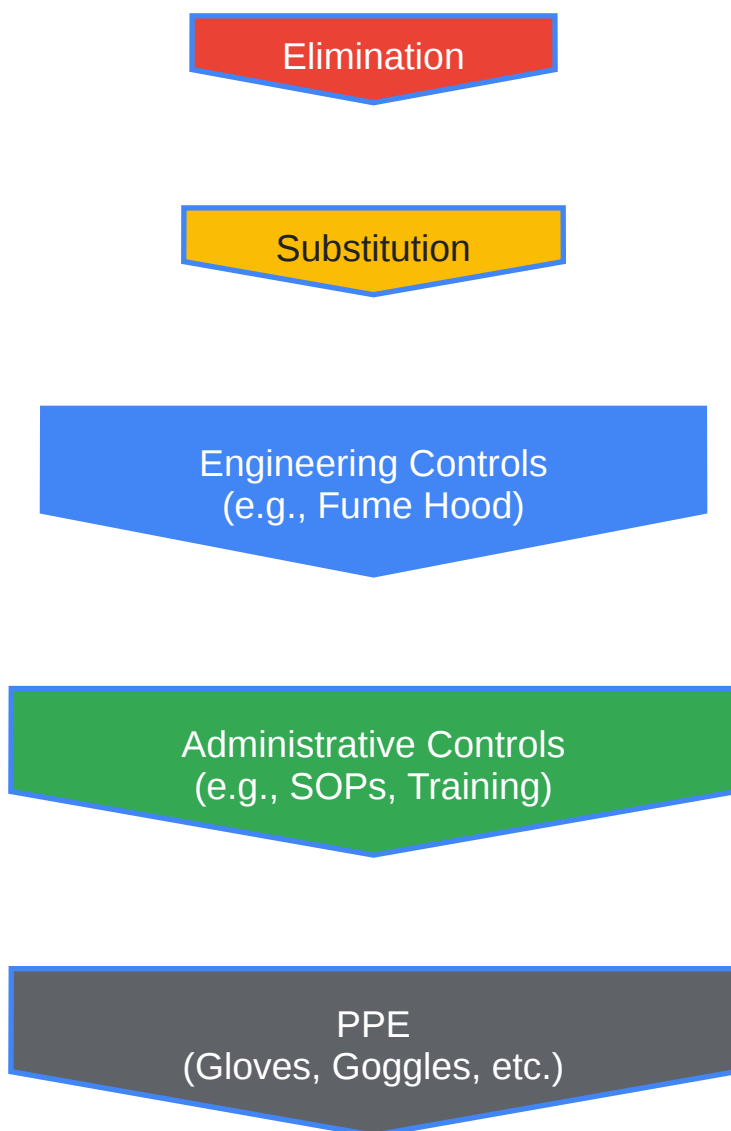 Elimination
Substitution
Engineering Controls
(e.g., Fume Hood)
Administrative Controls
(e.g., SOPs, Training)
PPE
(Gloves, Goggles, etc.)